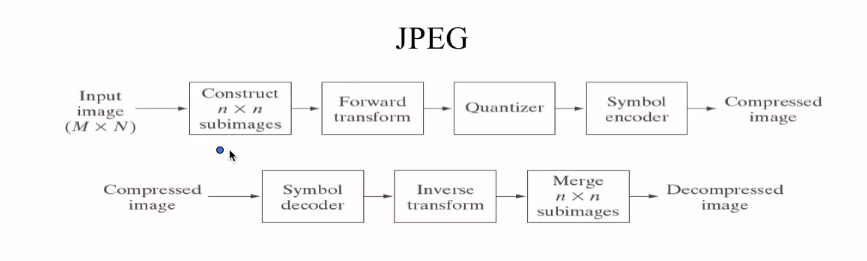 JPEG
Input
image
(M × N)
Construct
n × n
subimages
Forward
transform
Quantizer
Symbol
encoder
Compressed
image
Compressed
image
Symbol
decoder
Inverse
transform
Merge
n × n
subimages
Decompressed
image